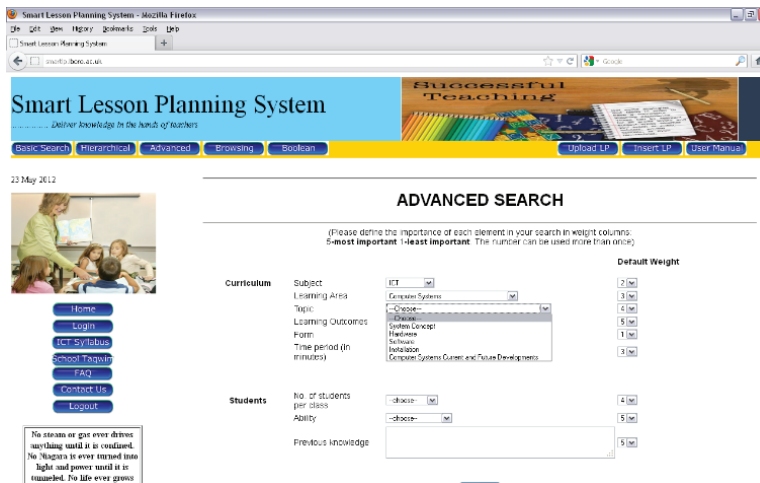 Smart Lesson Planning System - Mozilla Firefox
File Edit View History Bookmarks Tools Help
Smart Lesson Planning System +
.lboro.ac.uk Google
Successful
Teaching
Smart Lesson Planning System
Deliver knowledge in the hands of teachers
Basic Search Hierarchical Advanced Browsing Boolean Upload LP Insert LP User Manual
23 May 2012
ADVANCED SEARCH
(Please define the importance of each element in your search in weight columns:
5-most important 1-least important. The number can be used more than once)
Default Weight
Curriculum Subject ICT 2
Learning Area Computer Systems 3
Topic --Choose-- 4
--Choose--
Learning Outcomes 5
System Concept
Hardware
Form 1
Software
Time period (in
minutes) 3
Installation
Computer Systems Current and Future Developments
Home
Login
ICT Syllabus
School Taqwim
FAQ
Contact Us
Logout
Students No. of students
per class --choose-- 4
Ability --choose-- 5
Previous knowledge 5
No steam or gas ever drives
anything until it is confined.
No Niagara is ever turned into
light and power until it is
tunneled. No life ever grows